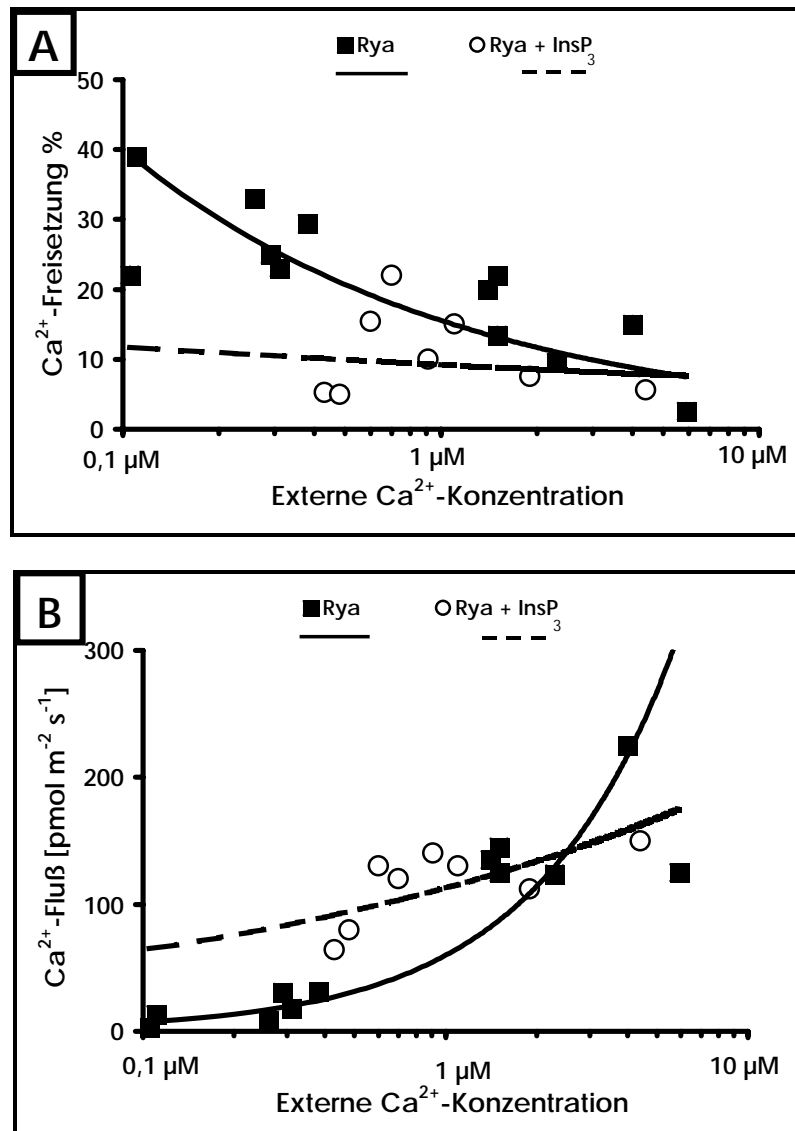 A
Rya Rya + InsP3
50
40
30
20
10
0
Ca2+-Freisetzung %
0,1 µM 1 µM 10 µM
Externe Ca2+-Konzentration
B
Rya Rya + InsP3
300
200
100
0
Ca2+-Fluß [pmol m-2 s-1]
0,1 µM 1 µM 10 µM
Externe Ca2+-Konzentration